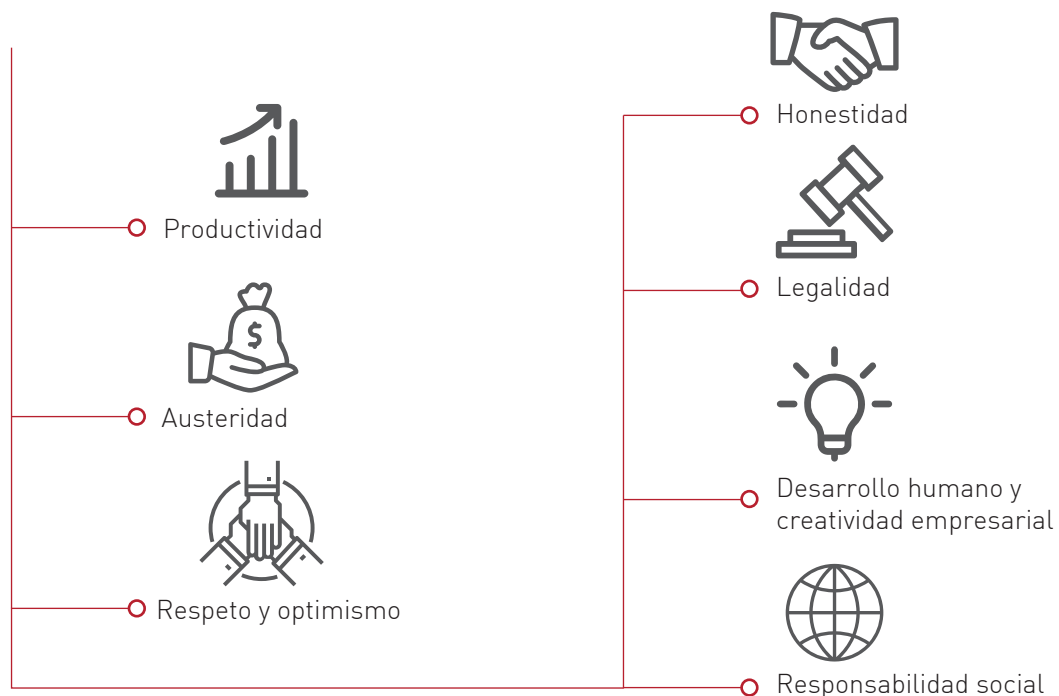 Productividad
Austeridad
$
Respeto y optimismo
Honestidad
Legalidad
Desarrollo humano y
creatividad empresarial
Responsabilidad social